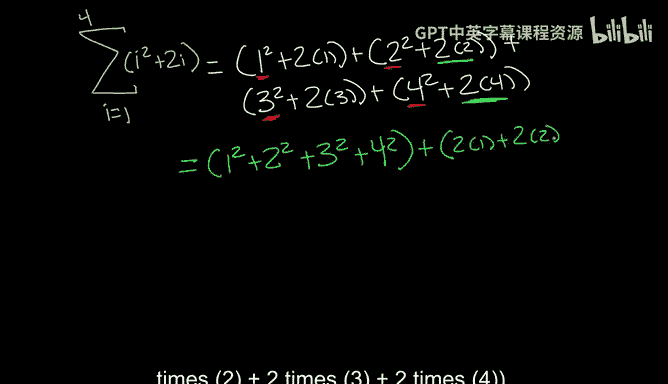 GPT中英字幕课程资源 bilibili
4
∑ (i²+2i) = (1²+2(1)) + (2²+2(2)) +
i=1
(3²+2(3)) + (4²+2(4))
= (1²+2²+3²+4²) + (2(1)+2(2)
times (2) + 2 times (3) + 2 times (4))